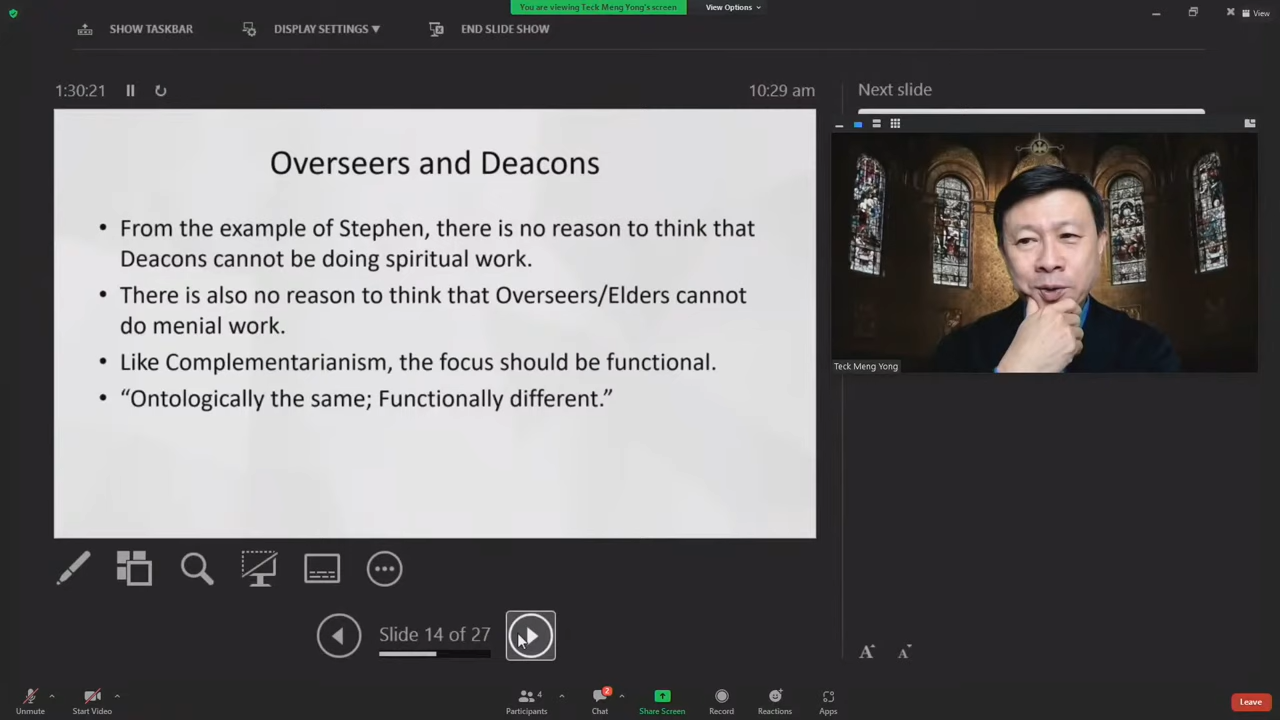 You are viewing Teck Meng Yong's screen
View Options
View
SHOW TASKBAR
DISPLAY SETTINGS
END SLIDE SHOW
1:30:21
10:29 am
Next slide
Overseers and Deacons
• From the example of Stephen, there is no reason to think that
Deacons cannot be doing spiritual work.
• There is also no reason to think that Overseers/Elders cannot
do menial work.
• Like Complementarianism, the focus should be functional.
• “Ontologically the same; Functionally different.”
Teck Meng Yong
Slide 14 of 27
A A
Unmute
Start Video
4
Participants
2
Chat
Share Screen
Record
Reactions
Apps
Leave